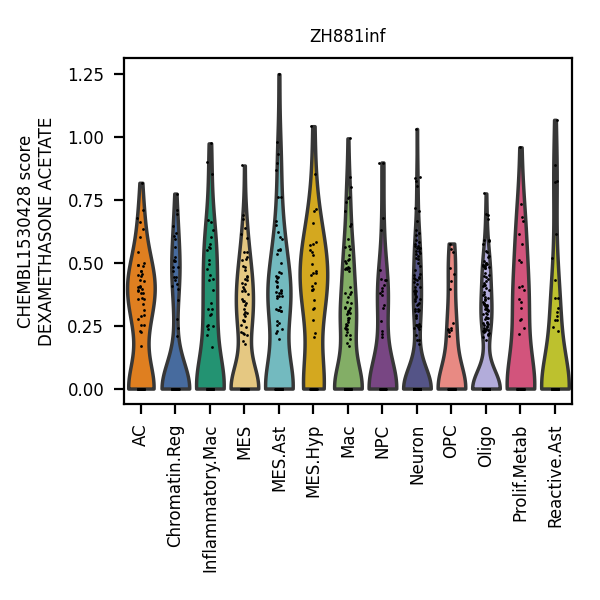 ZH881inf
CHEMBL1530428 score
DEXAMETHASONE ACETATE
1.25
1.00
0.75
0.50
0.25
0.00
AC
Chromatin.Reg
Inflammatory.Mac
MES
MES.Ast
MES.Hyp
Mac
NPC
Neuron
OPC
Oligo
Prolif.Metab
Reactive.Ast